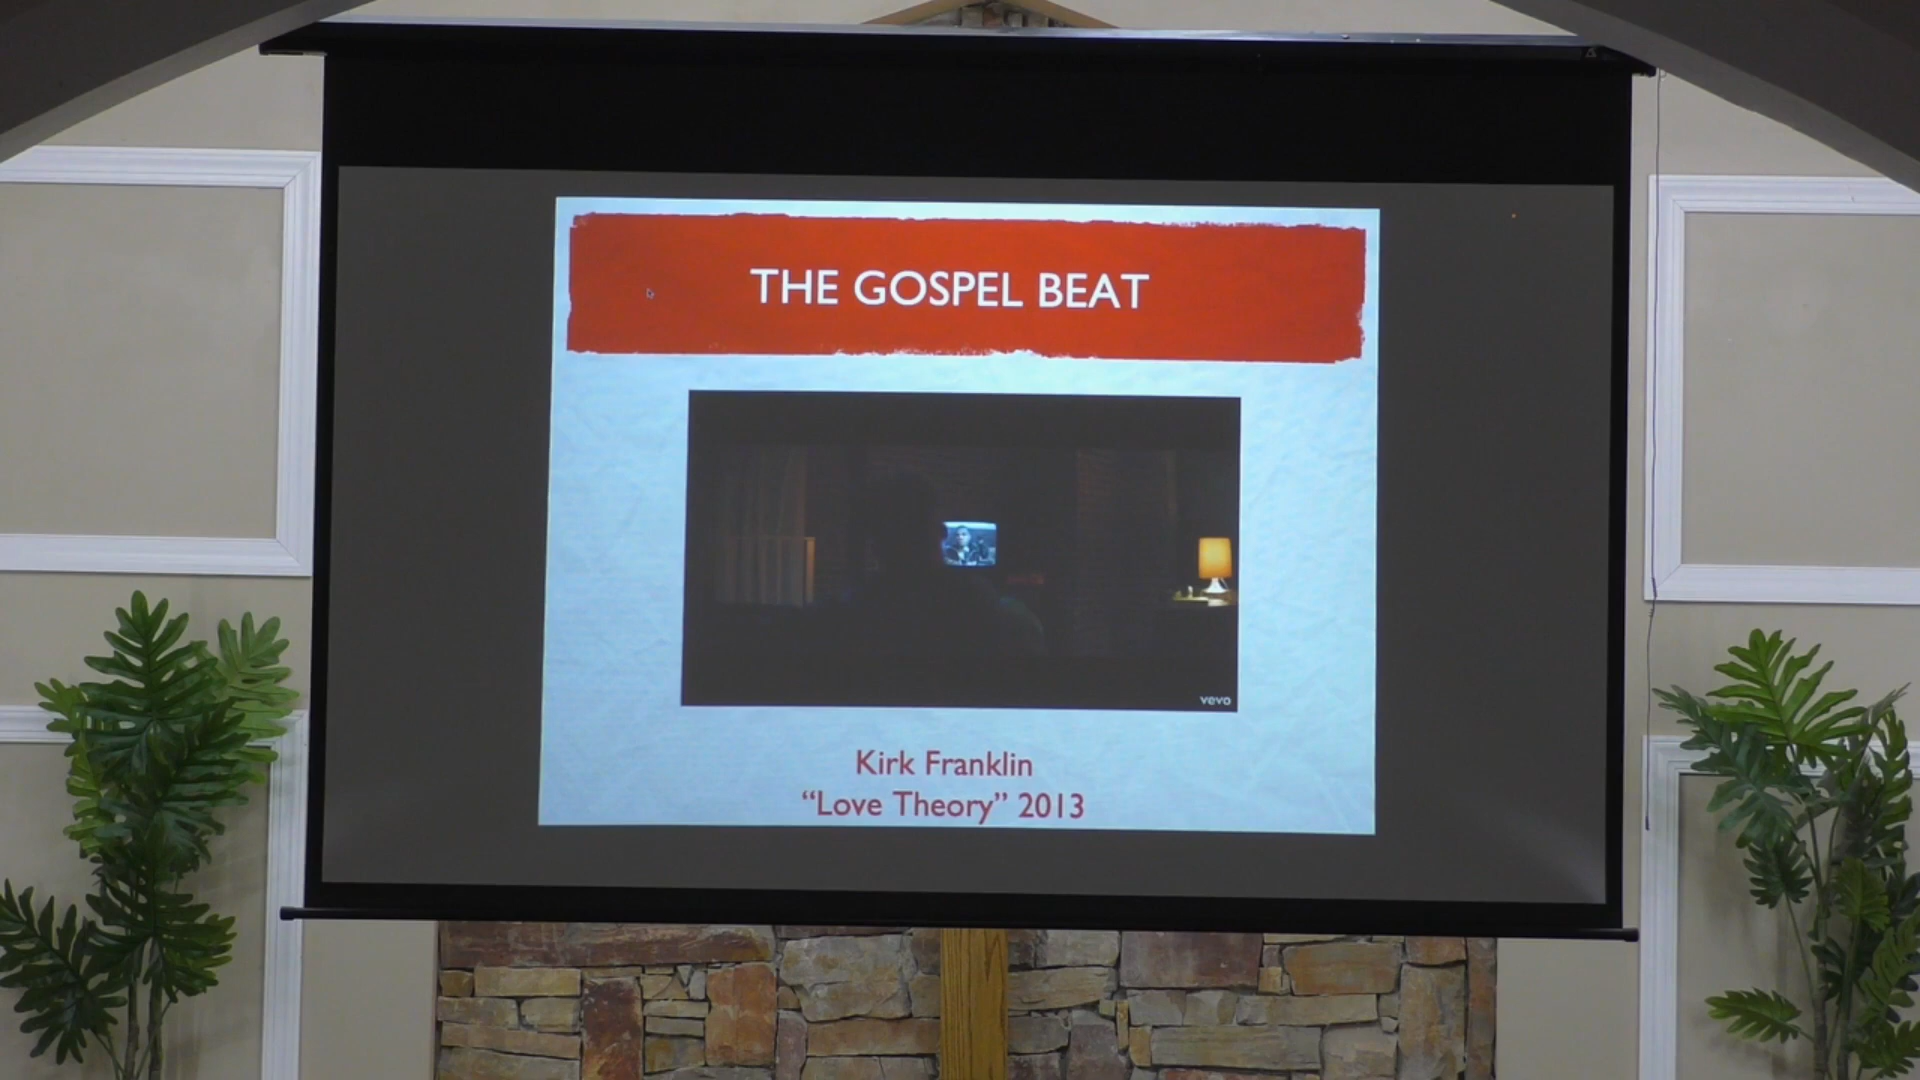 THE GOSPEL BEAT
vevo
Kirk Franklin
“Love Theory” 2013